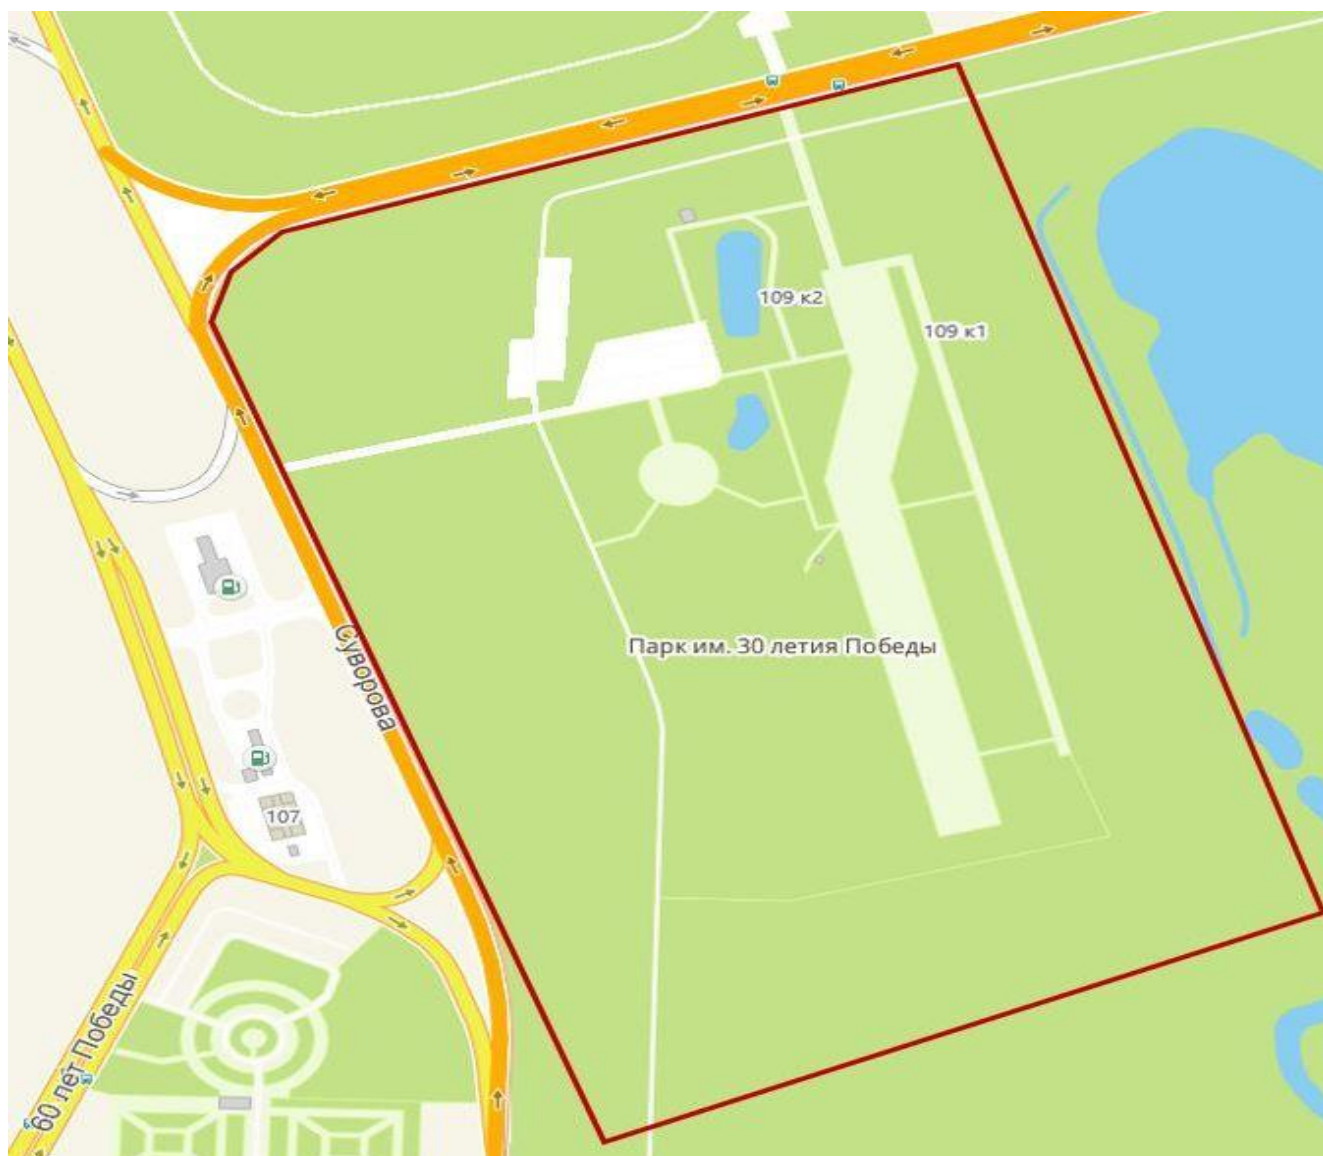 109 к2
109 к1
Парк им. 30 летия Победы
Суворова
107
60 лет Победы